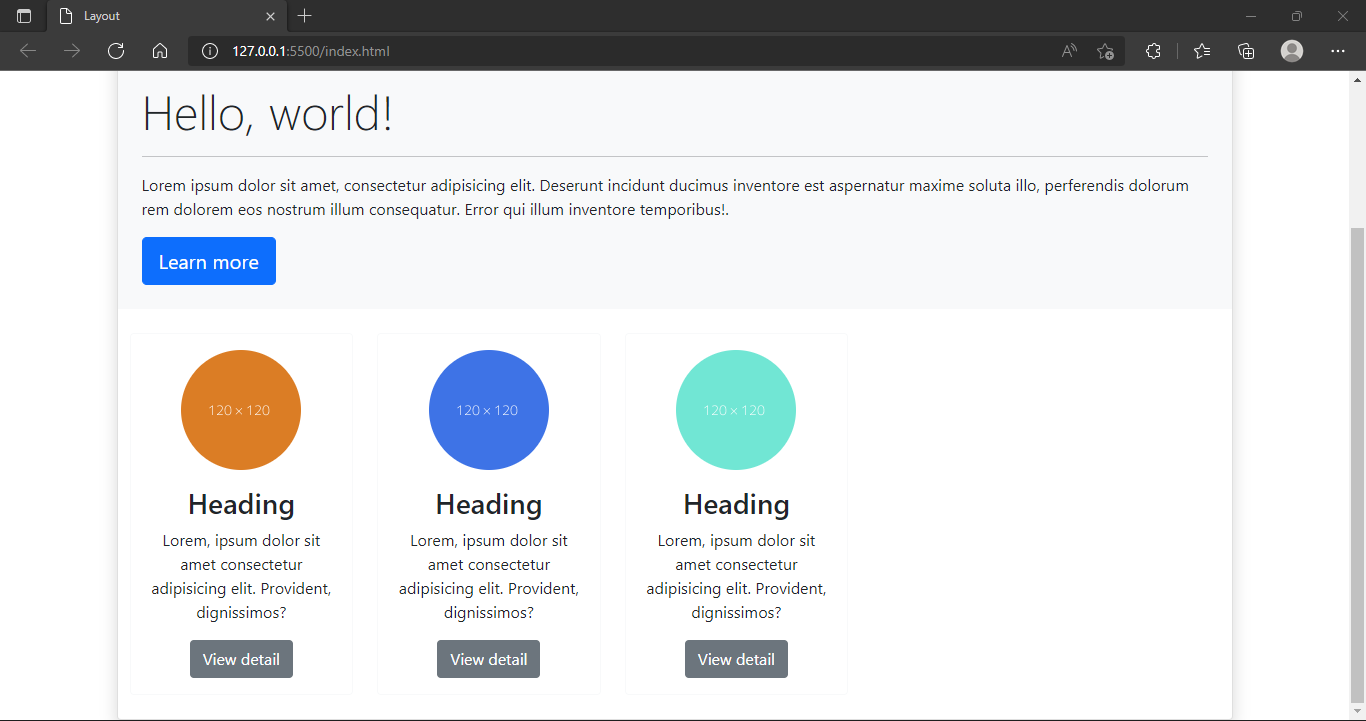 Layout
127.0.0.1:5500/index.html
Hello, world!
Lorem ipsum dolor sit amet, consectetur adipisicing elit. Deserunt incidunt ducimus inventore est aspernatur maxime soluta illo, perferendis dolorum
rem dolorem eos nostrum illum consequatur. Error qui illum inventore temporibus!.
Learn more
120 × 120
Heading
Lorem, ipsum dolor sit
amet consectetur
adipisicing elit. Provident,
dignissimos?
View detail
120 × 120
Heading
Lorem, ipsum dolor sit
amet consectetur
adipisicing elit. Provident,
dignissimos?
View detail
120 × 120
Heading
Lorem, ipsum dolor sit
amet consectetur
adipisicing elit. Provident,
dignissimos?
View detail